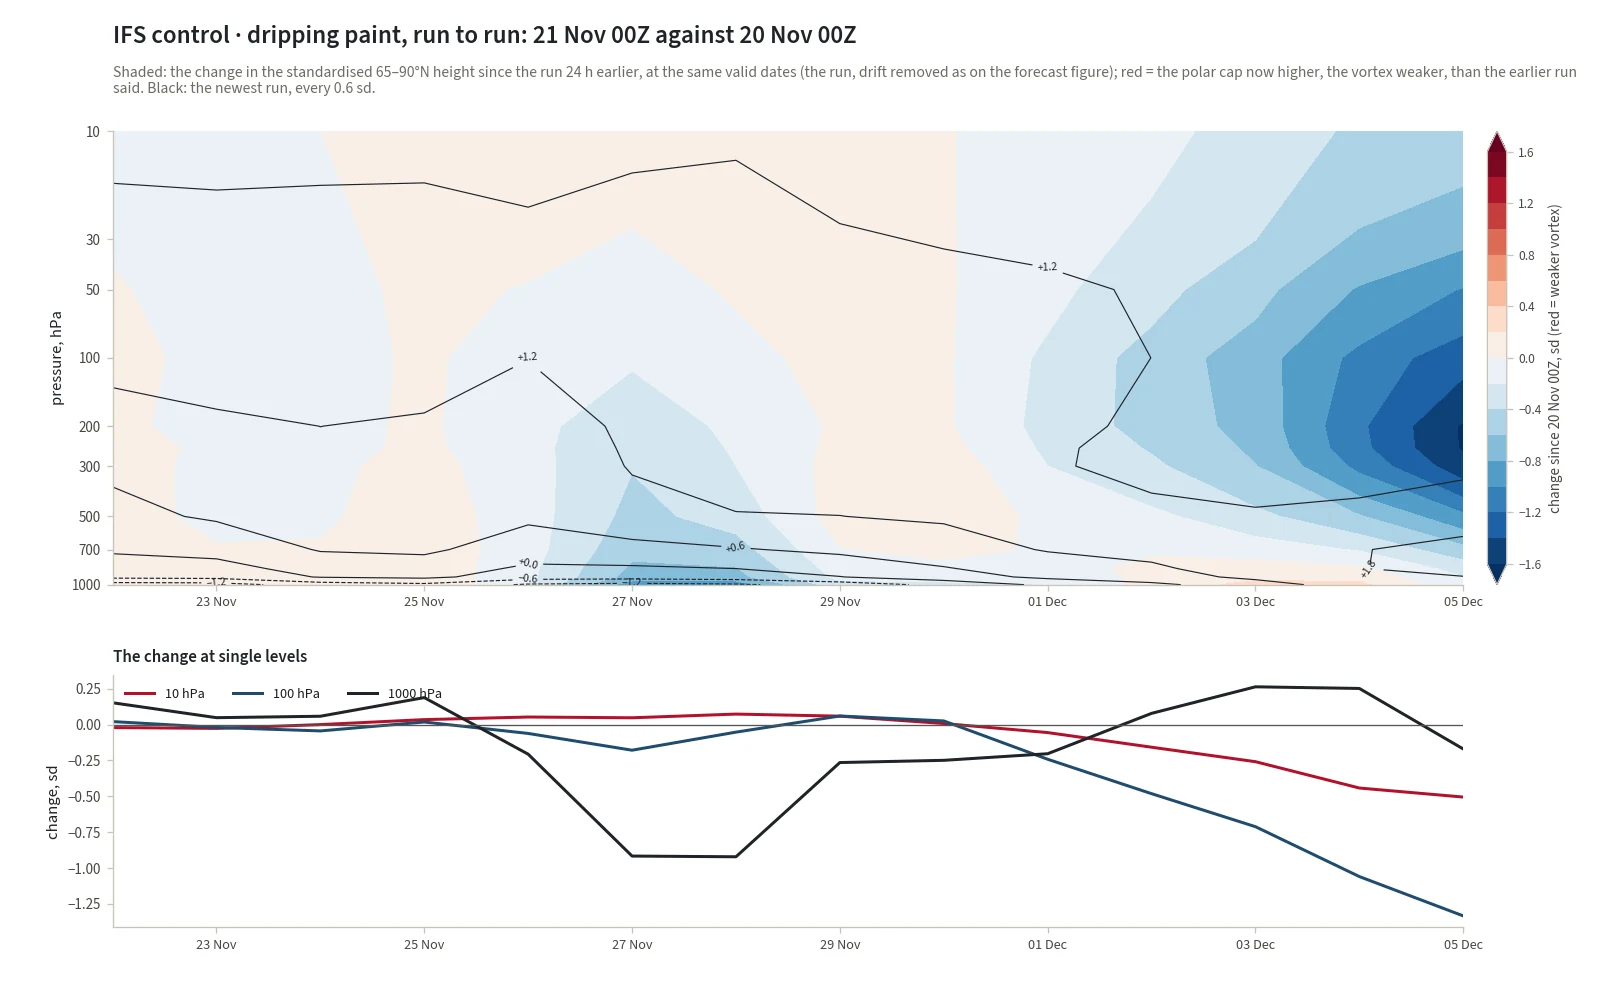 IFS control · dripping paint, run to run: 21 Nov 00Z against 20 Nov 00Z
Shaded: the change in the standardised 65–90°N height since the run 24 h earlier, at the same valid dates (the run, drift removed as on the forecast figure); red = the polar cap now higher, the vortex weaker, than the earlier run
said. Black: the newest run, every 0.6 sd.
10
30
50
100
200
300
500
700
1000
pressure, hPa
+1.2
+1.2
+0.6
+0.0
−0.6
−1.2
−1.2
+1.8
23 Nov
25 Nov
27 Nov
29 Nov
01 Dec
03 Dec
05 Dec
1.6
1.2
0.8
0.4
0.0
−0.4
−0.8
−1.2
−1.6
change since 20 Nov 00Z, sd (red = weaker vortex)
The change at single levels
10 hPa
100 hPa
1000 hPa
0.25
0.00
−0.25
−0.50
−0.75
−1.00
−1.25
change, sd
23 Nov
25 Nov
27 Nov
29 Nov
01 Dec
03 Dec
05 Dec